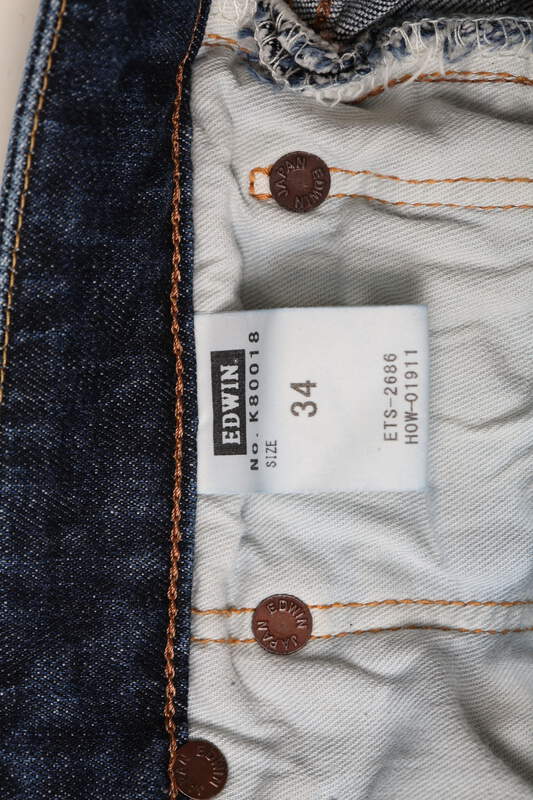 EDWIN JAPAN
EDWIN
No. K80018
SIZE
34
ETS-2686
HOW-01911
EDWIN JAPAN
EDWIN